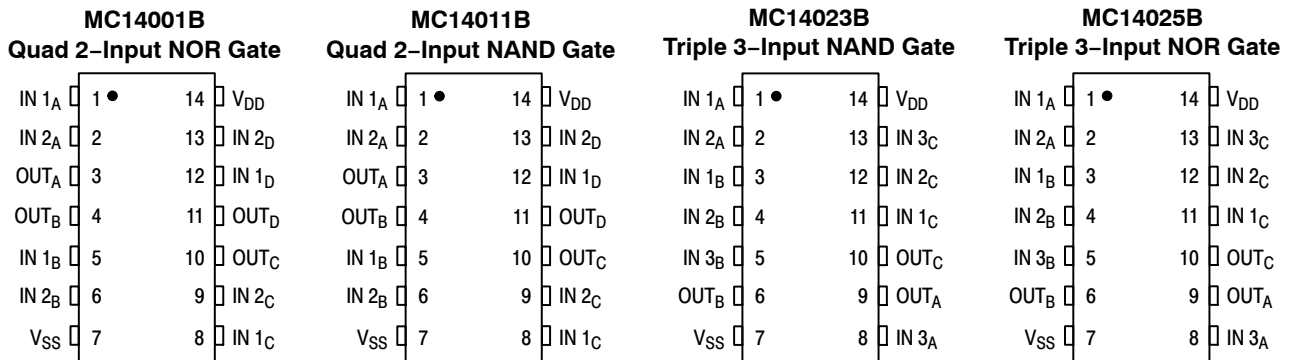 MC14001B
Quad 2–Input NOR Gate
IN 1A 1 14 VDD
IN 2A 2 13 IN 2D
OUTA 3 12 IN 1D
OUTB 4 11 OUTD
IN 1B 5 10 OUTC
IN 2B 6 9 IN 2C
VSS 7 8 IN 1C
MC14011B
Quad 2–Input NAND Gate
IN 1A 1 14 VDD
IN 2A 2 13 IN 2D
OUTA 3 12 IN 1D
OUTB 4 11 OUTD
IN 1B 5 10 OUTC
IN 2B 6 9 IN 2C
VSS 7 8 IN 1C
MC14023B
Triple 3–Input NAND Gate
IN 1A 1 14 VDD
IN 2A 2 13 IN 3C
IN 1B 3 12 IN 2C
IN 2B 4 11 IN 1C
IN 3B 5 10 OUTC
OUTB 6 9 OUTA
VSS 7 8 IN 3A
MC14025B
Triple 3–Input NOR Gate
IN 1A 1 14 VDD
IN 2A 2 13 IN 3C
IN 1B 3 12 IN 2C
IN 2B 4 11 IN 1C
IN 3B 5 10 OUTC
OUTB 6 9 OUTA
VSS 7 8 IN 3A